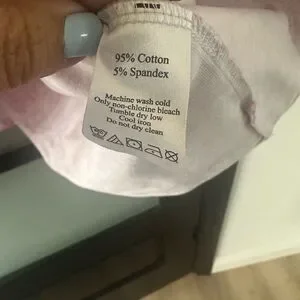 95% Cotton
5% Spandex
Machine wash cold
Only non-chlorine bleach
Tumble dry low
Cool iron
Do not dry clean